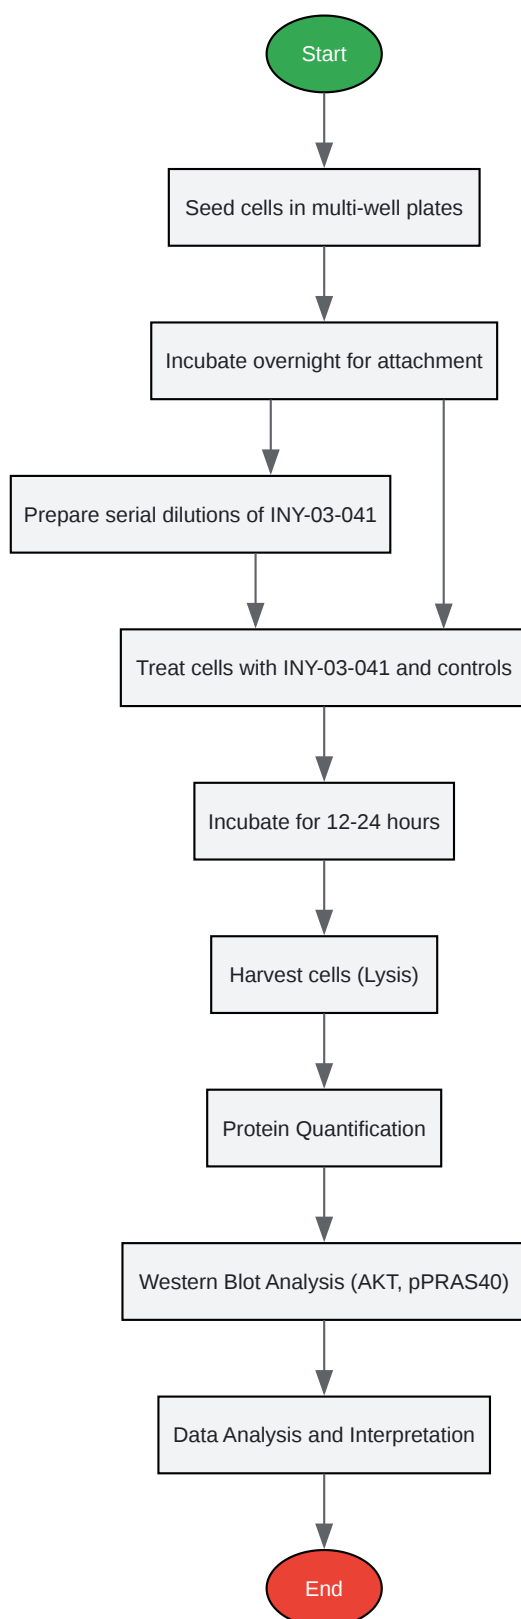 Start
Seed cells in multi-well plates
Incubate overnight for attachment
Prepare serial dilutions of INY-03-041
Treat cells with INY-03-041 and controls
Incubate for 12-24 hours
Harvest cells (Lysis)
Protein Quantification
Western Blot Analysis (AKT, pPRAS40)
Data Analysis and Interpretation
End